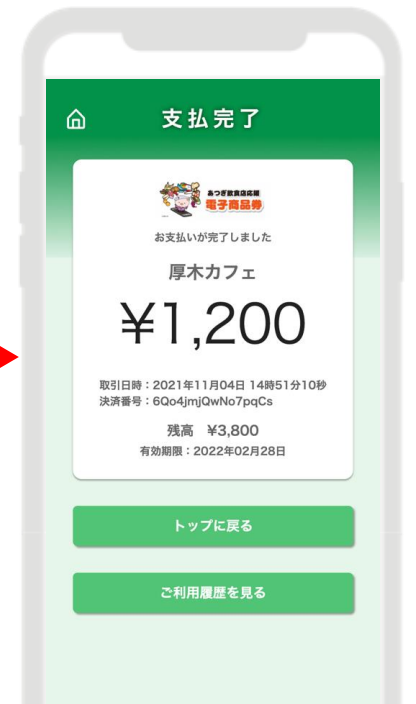 支払完了
あつぎ飲食店応援
電子商品券
お支払いが完了しました
厚木カフェ
¥1,200
取引日時：2021年11月04日 14時51分10秒
決済番号：6Qo4jmjQwNo7pqCs
残高　¥3,800
有効期限：2022年02月28日
トップに戻る
ご利用履歴を見る